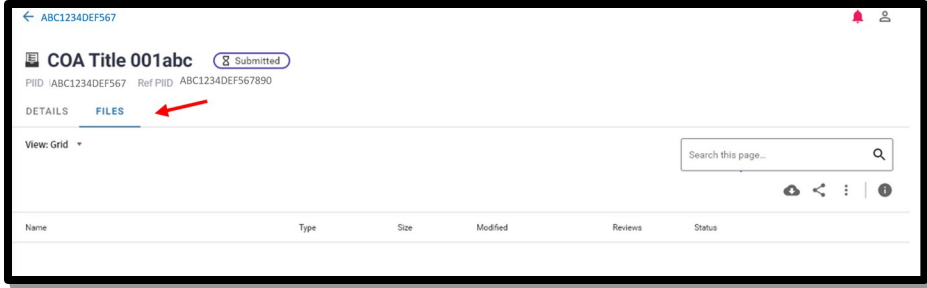 ABC1234DEF567
COA Title 001abc Submitted
PIID ABC1234DEF567 Ref PIID ABC1234DEF567890
DETAILS FILES
View: Grid
Search this page...
Name Type Size Modified Reviews Status